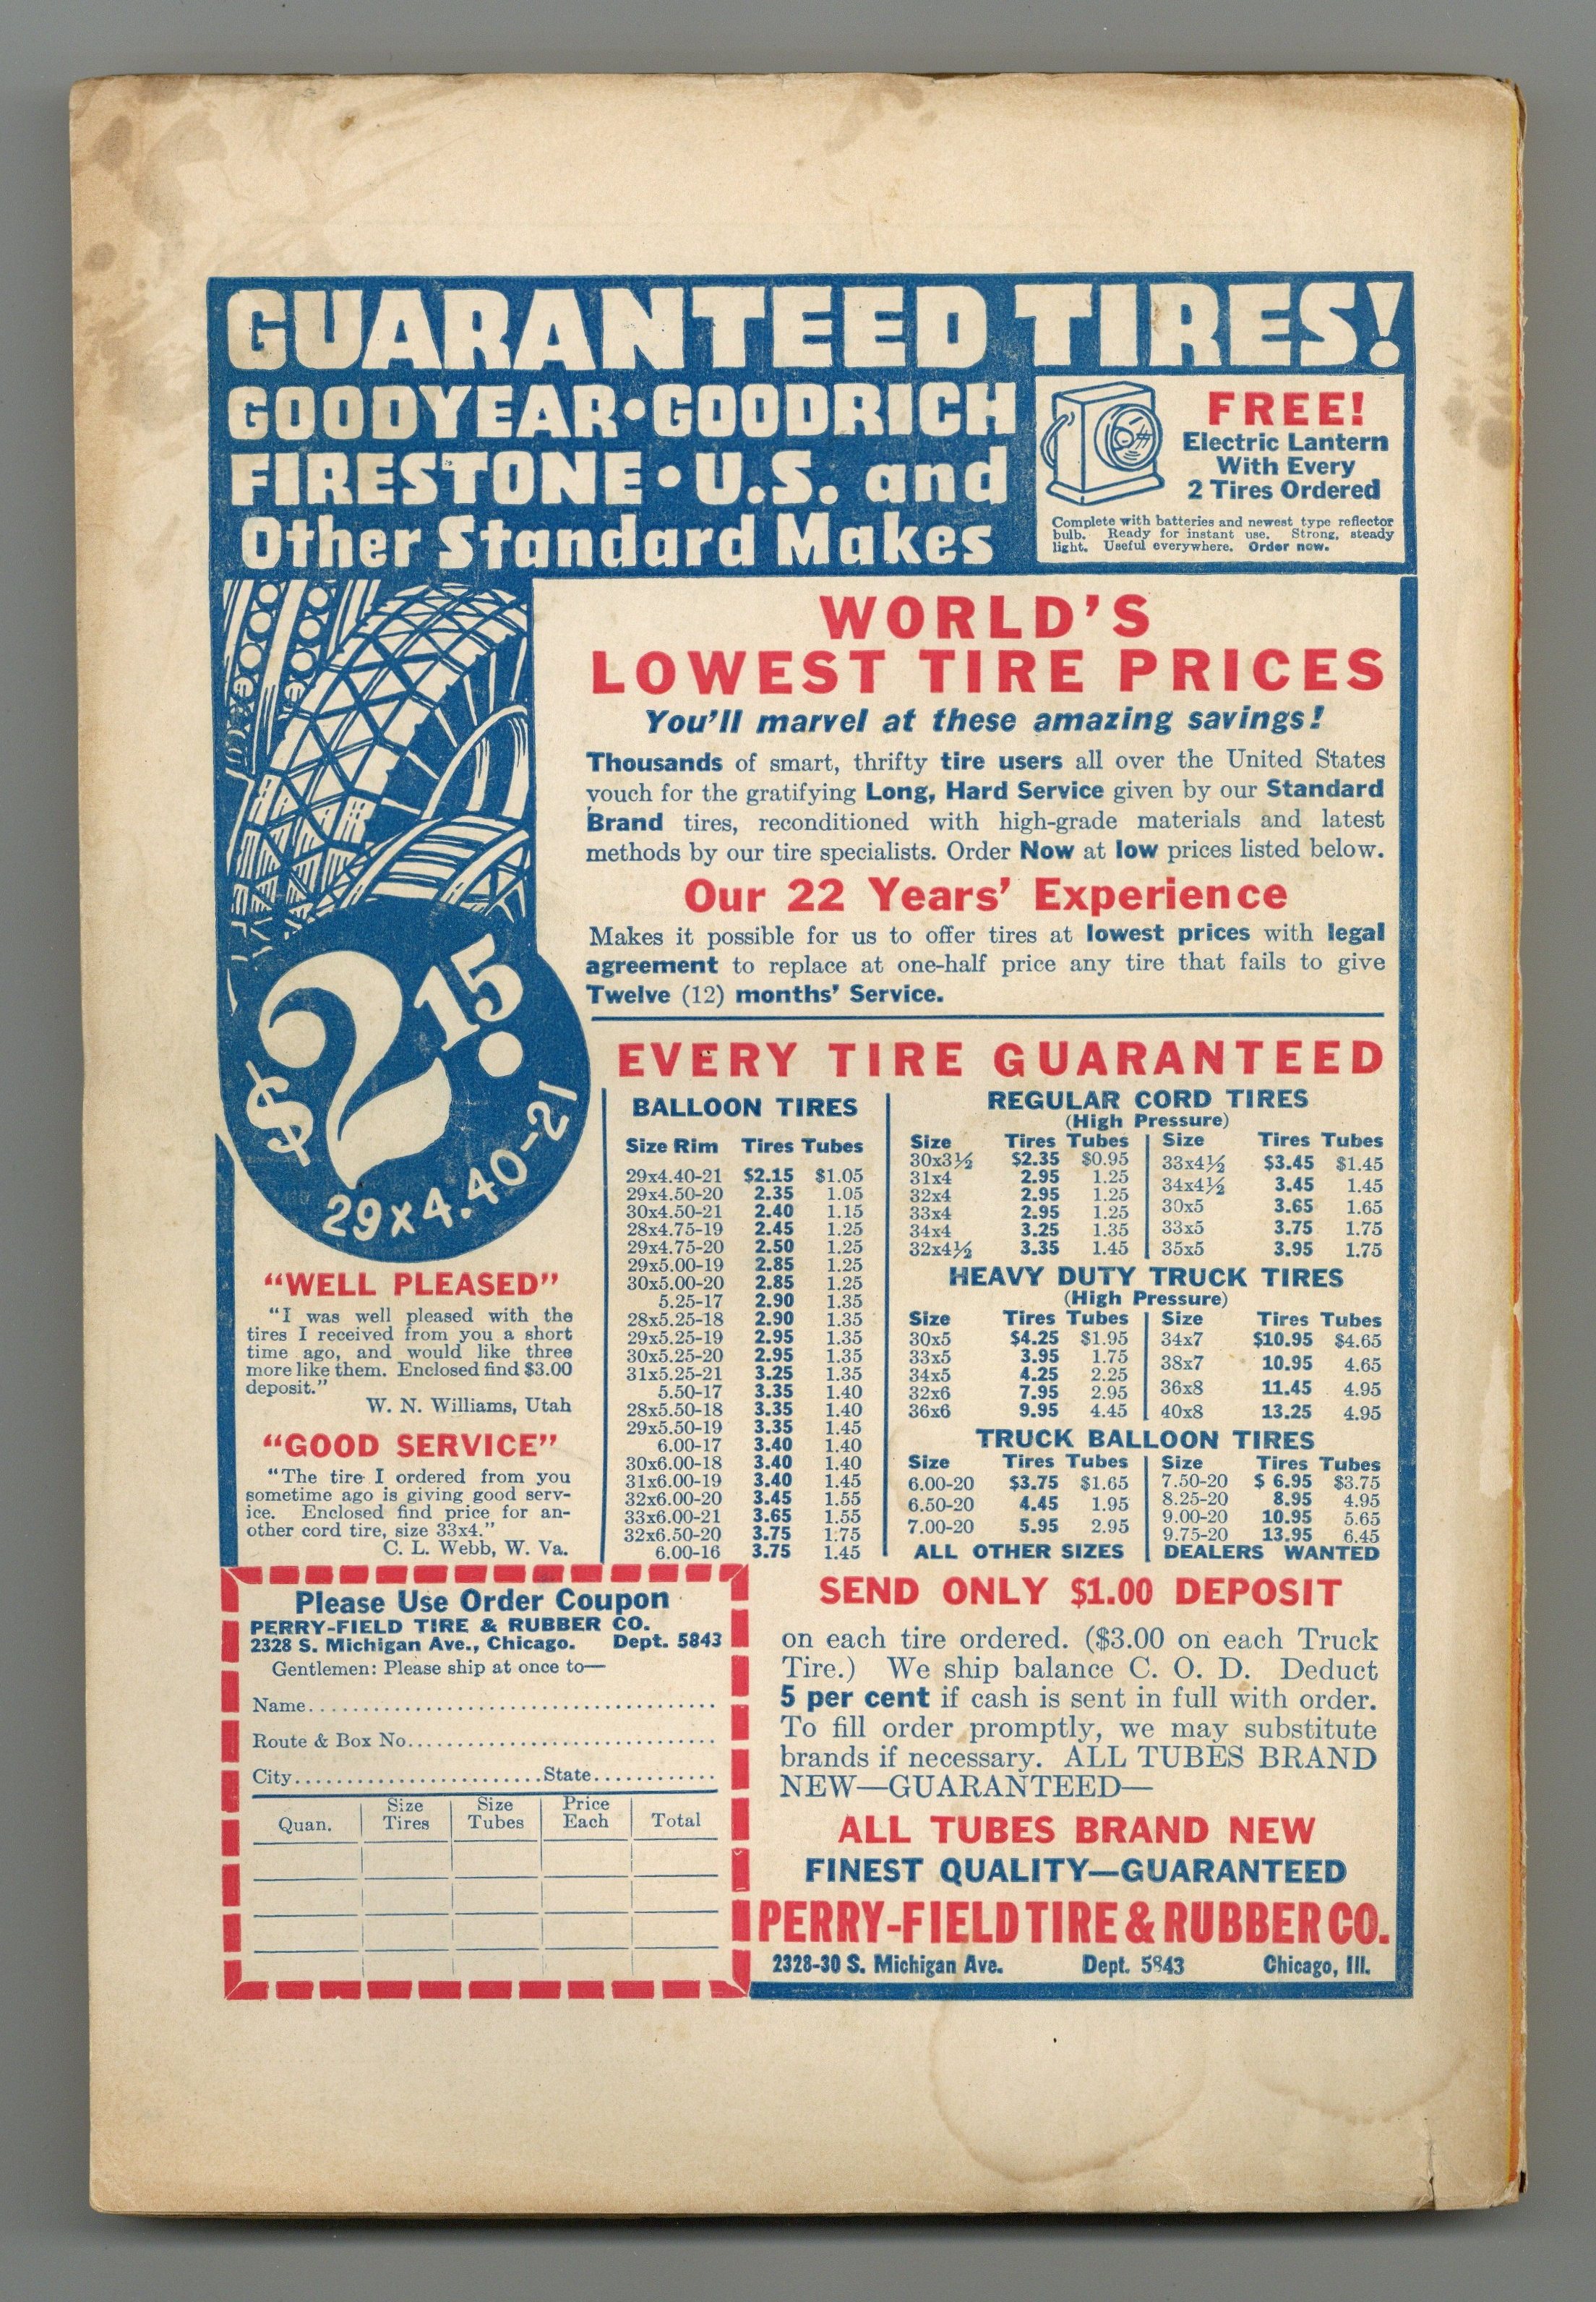 GUARANTEED TIRES!
GOODYEAR • GOODRICH
FIRESTONE • U.S. and
Other Standard Makes
FREE!
Electric Lantern
With Every
2 Tires Ordered
Complete with batteries and newest type reflector
bulb. Ready for instant use. Strong, steady
light. Useful everywhere. Order now.
WORLD'S
LOWEST TIRE PRICES
You'll marvel at these amazing savings!
Thousands of smart, thrifty tire users all over the United States
vouch for the gratifying Long, Hard Service given by our Standard
Brand tires, reconditioned with high-grade materials and latest
methods by our tire specialists. Order Now at low prices listed below.
Our 22 Years' Experience
Makes it possible for us to offer tires at lowest prices with legal
agreement to replace at one-half price any tire that fails to give
Twelve (12) months' Service.
$2.15
29x4.40-21
"WELL PLEASED"
"I was well pleased with the
tires I received from you a short
time ago, and would like three
more like them. Enclosed find $3.00
deposit."
W. N. Williams, Utah
"GOOD SERVICE"
"The tire I ordered from you
sometime ago is giving good serv-
ice. Enclosed find price for an-
other cord tire, size 33x4."
C. L. Webb, W. Va.
EVERY TIRE GUARANTEED
BALLOON TIRES
Size Rim Tires Tubes
29x4.40-21 $2.15 $1.05
29x4.50-20 2.35 1.05
30x4.50-21 2.40 1.15
28x4.75-19 2.45 1.25
29x4.75-20 2.50 1.25
29x5.00-19 2.85 1.25
30x5.00-20 2.85 1.25
5.25-17 2.90 1.35
28x5.25-18 2.90 1.35
29x5.25-19 2.95 1.35
30x5.25-20 2.95 1.35
31x5.25-21 3.25 1.35
5.50-17 3.35 1.40
28x5.50-18 3.35 1.40
29x5.50-19 3.35 1.45
6.00-17 3.40 1.40
30x6.00-18 3.40 1.40
31x6.00-19 3.40 1.45
32x6.00-20 3.45 1.55
33x6.00-21 3.65 1.55
32x6.50-20 3.75 1.75
6.00-16 3.75 1.45
REGULAR CORD TIRES
(High Pressure)
Size Tires Tubes
30x3½ $2.35 $0.95
31x4 2.95 1.25
32x4 2.95 1.25
33x4 2.95 1.25
34x4 3.25 1.35
32x4½ 3.35 1.45
Size Tires Tubes
33x4½ $3.45 $1.45
34x4½ 3.45 1.45
30x5 3.65 1.65
33x5 3.75 1.75
35x5 3.95 1.75
HEAVY DUTY TRUCK TIRES
(High Pressure)
Size Tires Tubes
30x5 $4.25 $1.95
33x5 3.95 1.75
34x5 4.25 2.25
32x6 7.95 2.95
36x6 9.95 4.45
Size Tires Tubes
34x7 $10.95 $4.65
38x7 10.95 4.65
36x8 11.45 4.95
40x8 13.25 4.95
TRUCK BALLOON TIRES
Size Tires Tubes
6.00-20 $3.75 $1.65
6.50-20 4.45 1.95
7.00-20 5.95 2.95
Size Tires Tubes
7.50-20 $ 6.95 $3.75
8.25-20 8.95 4.95
9.00-20 10.95 5.65
9.75-20 13.95 6.45
ALL OTHER SIZES
DEALERS WANTED
Please Use Order Coupon
PERRY-FIELD TIRE & RUBBER CO.
2328 S. Michigan Ave., Chicago. Dept. 5843
Gentlemen: Please ship at once to—
Name
Route & Box No.
City State
Quan. Size Tires Size Tubes Price Each Total
SEND ONLY $1.00 DEPOSIT
on each tire ordered. ($3.00 on each Truck
Tire.) We ship balance C. O. D. Deduct
5 per cent if cash is sent in full with order.
To fill order promptly, we may substitute
brands if necessary. ALL TUBES BRAND
NEW—GUARANTEED—
ALL TUBES BRAND NEW
FINEST QUALITY—GUARANTEED
PERRY-FIELD TIRE & RUBBER CO.
2328-30 S. Michigan Ave. Dept. 5843 Chicago, Ill.